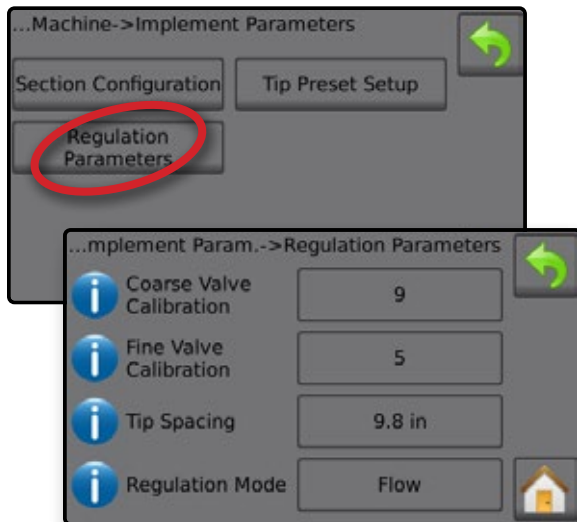 ...Machine->Implement Parameters
Section Configuration
Tip Preset Setup
Regulation
Parameters
...mplement Param.->Regulation Parameters
Coarse Valve
Calibration
9
Fine Valve
Calibration
5
Tip Spacing
9.8 in
Regulation Mode
Flow